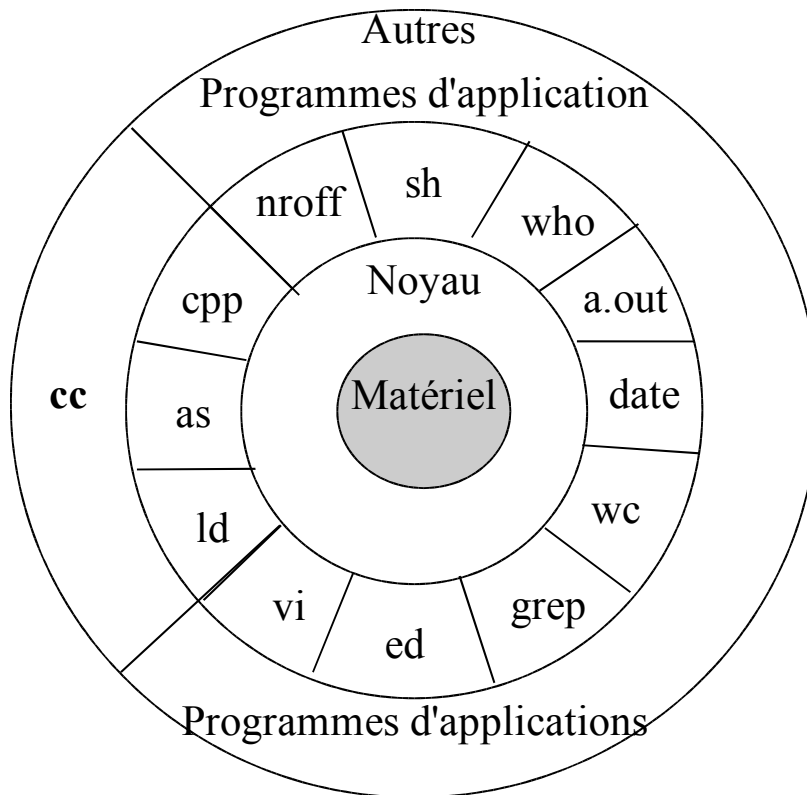 Autres
Programmes d'application
nroff
sh
who
cpp
Noyau
a.out
cc
as
Matériel
date
ld
wc
vi
ed
grep
Programmes d'applications